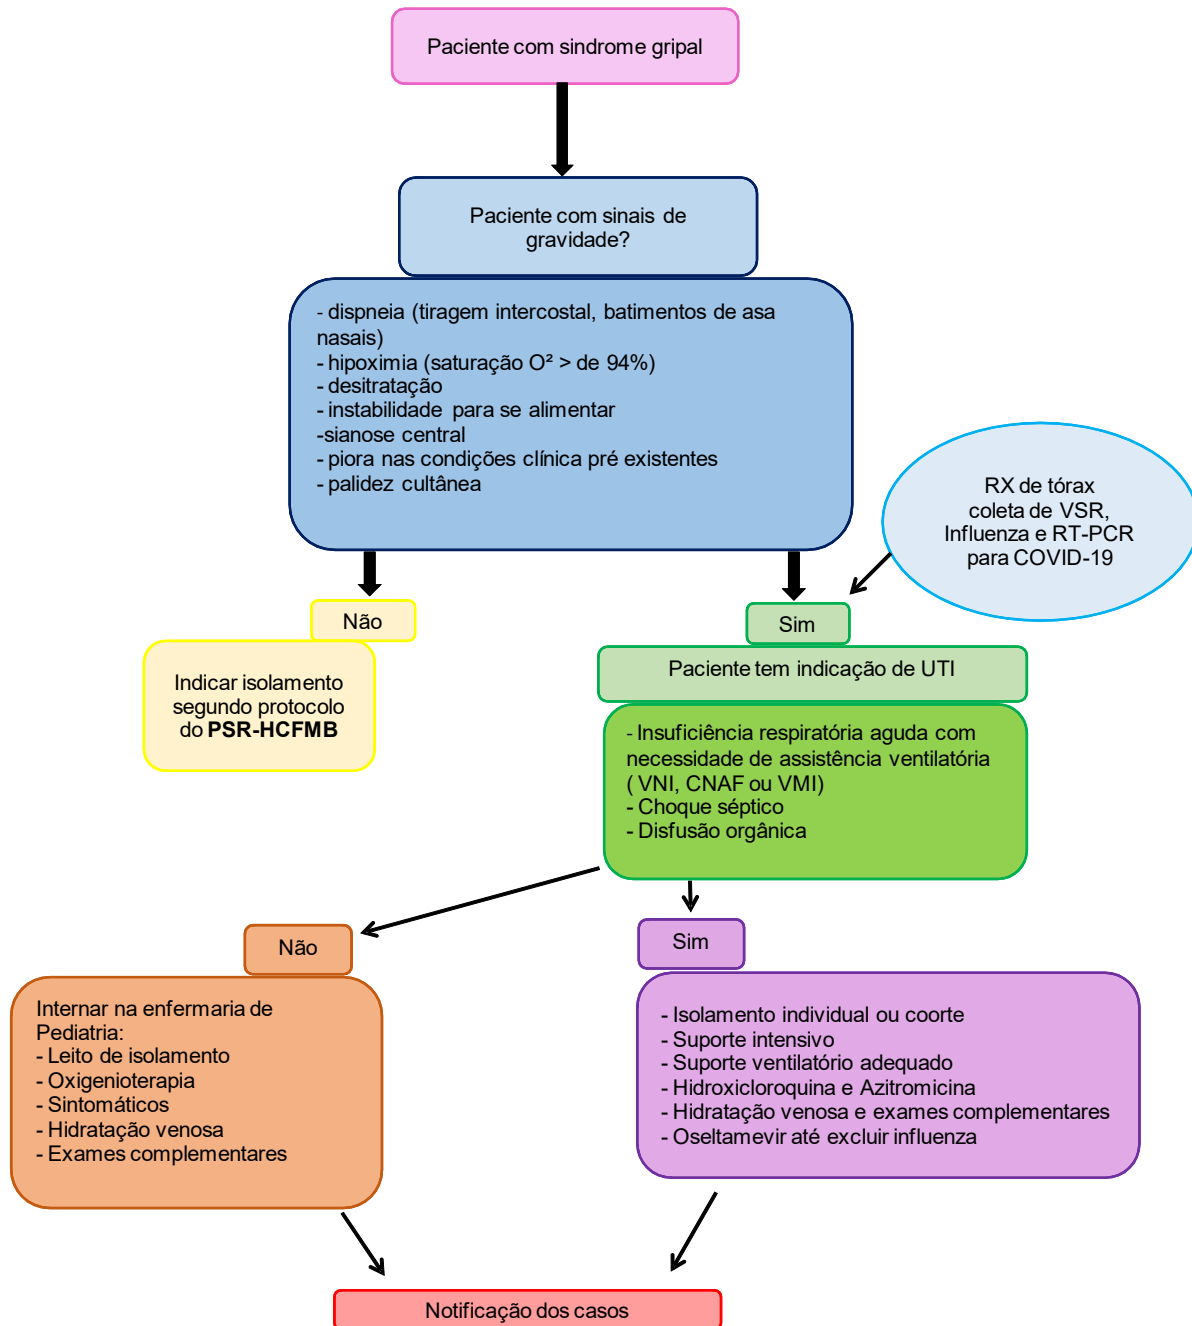 Paciente com sindrome gripal
Paciente com sinais de
gravidade?
- dispneia (tiragem intercostal, batimentos de asa
nasais)
- hipoximia (saturação O² > de 94%)
- desitratação
- instabilidade para se alimentar
-sianose central
- piora nas condições clínica pré existentes
- palidez cultânea
RX de tórax
coleta de VSR,
Influenza e RT-PCR
para COVID-19
Não
Indicar isolamento
segundo protocolo
do PSR-HCFMB
Sim
Paciente tem indicação de UTI
- Insuficiência respiratória aguda com
necessidade de assistência ventilatória
( VNI, CNAF ou VMI)
- Choque séptico
- Disfusão orgânica
Não
Internar na enfermaria de
Pediatria:
- Leito de isolamento
- Oxigenioterapia
- Sintomáticos
- Hidratação venosa
- Exames complementares
Sim
- Isolamento individual ou coorte
- Suporte intensivo
- Suporte ventilatório adequado
- Hidroxicloroquina e Azitromicina
- Hidratação venosa e exames complementares
- Oseltamevir até excluir influenza
Notificação dos casos